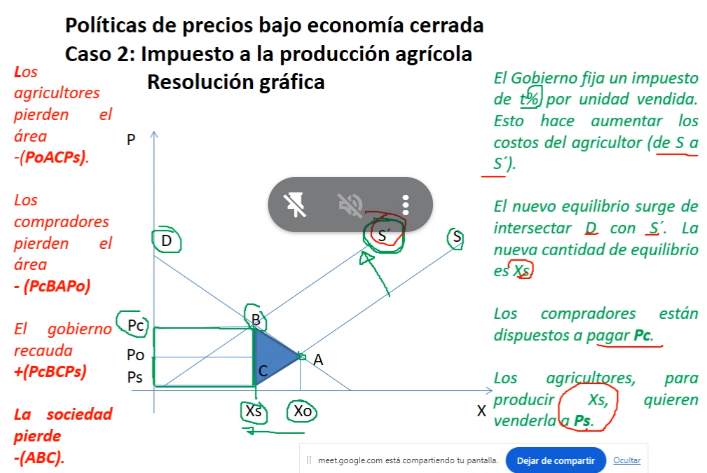 Políticas de precios bajo economía cerrada
Caso 2: Impuesto a la producción agrícola
Resolución gráfica
Los
agricultores
pierden el
área
-(PoACPs).
Los
compradores
pierden el
área
- (PcBAPo)
El gobierno
recauda
+(PcBCPs)
La sociedad
pierde
-(ABC).
P
D
S´
S
Pc
B
Po
A
Ps
C
Xs
Xo
X
El Gobierno fija un impuesto
de t% por unidad vendida.
Esto hace aumentar los
costos del agricultor (de S a
S´).
El nuevo equilibrio surge de
intersectar D con S´. La
nueva cantidad de equilibrio
es Xs
Los compradores están
dispuestos a pagar Pc.
Los agricultores, para
producir Xs, quieren
venderla a Ps.
meet.google.com está compartiendo tu pantalla.
Dejar de compartir
Ocultar